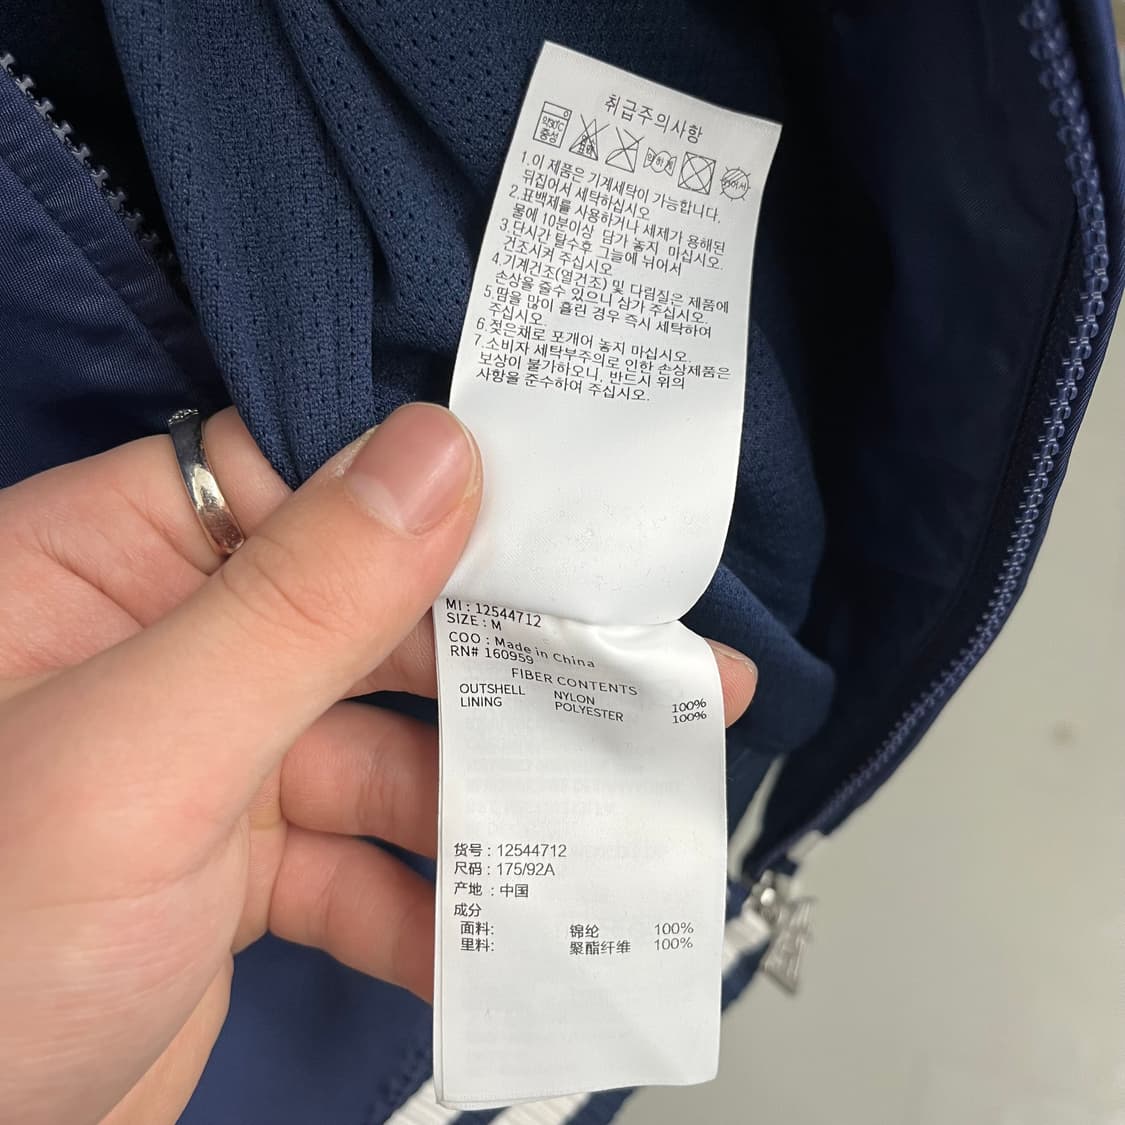 취급주의사항
약30˚C
중성
약하게
1.이 제품은 기계세탁이 가능합니다.
뒤집어서 세탁하십시오
2.표백제를 사용하거나 세제가 용해된
물에 10분이상 담가 놓지 마십시오.
3.단시간 탈수후 그늘에 뉘어서
건조시켜 주십시오
4.기계건조(열건조) 및 다림질은 제품에
손상을 줄수 있으니 삼가 주십시오.
5.땀을 많이 흘린 경우 즉시 세탁하여
주십시오.
6.젖은채로 포개어 놓지 마십시오.
7.소비자 세탁부주의로 인한 손상제품은
보상이 불가하오니, 반드시 위의
사항을 준수하여 주십시오.
MI : 12544712
SIZE : M
COO : Made in China
RN# 160959
FIBER CONTENTS
OUTSHELL NYLON 100%
LINING POLYESTER 100%
货号 : 12544712
尺码 : 175/92A
产地 : 中国
成分
面料: 锦纶 100%
里料: 聚酯纤维 100%